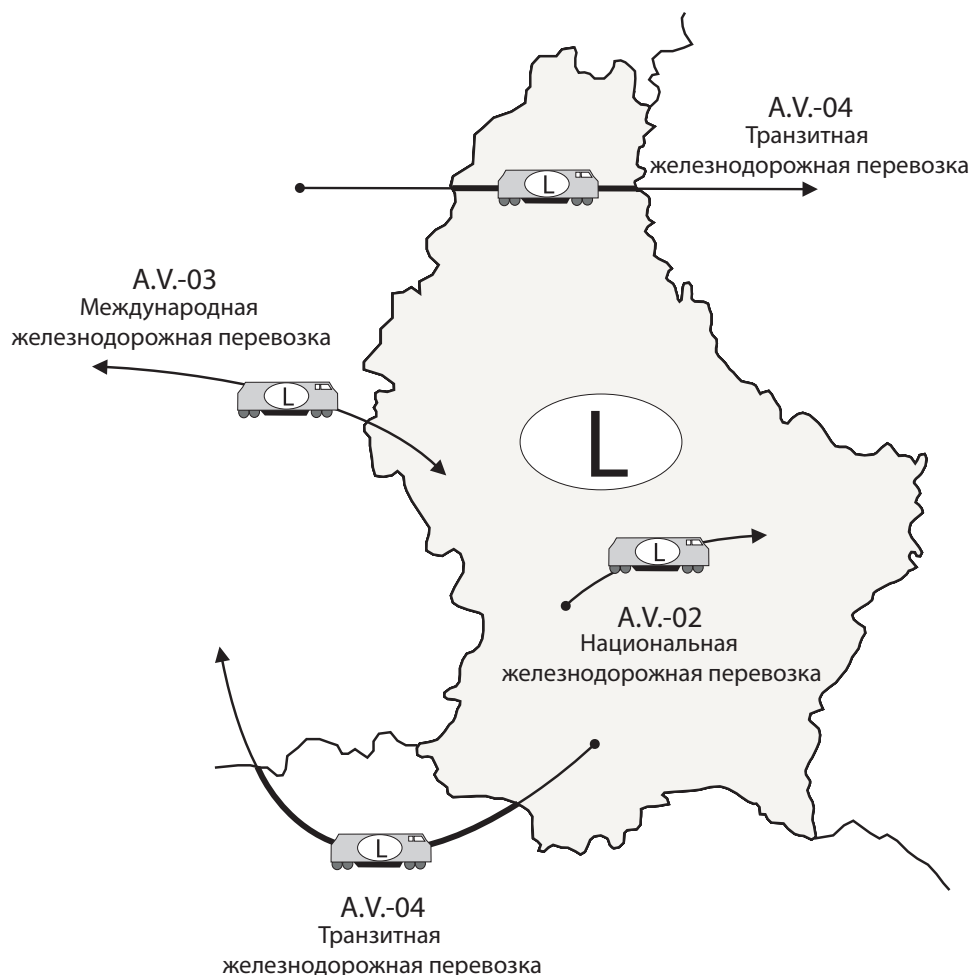 A.V.-04
Транзитная
железнодорожная перевозка
L
A.V.-03
Международная
железнодорожная перевозка
L
L
L
A.V.-02
Национальная
железнодорожная перевозка
L
A.V.-04
Транзитная
железнодорожная перевозка